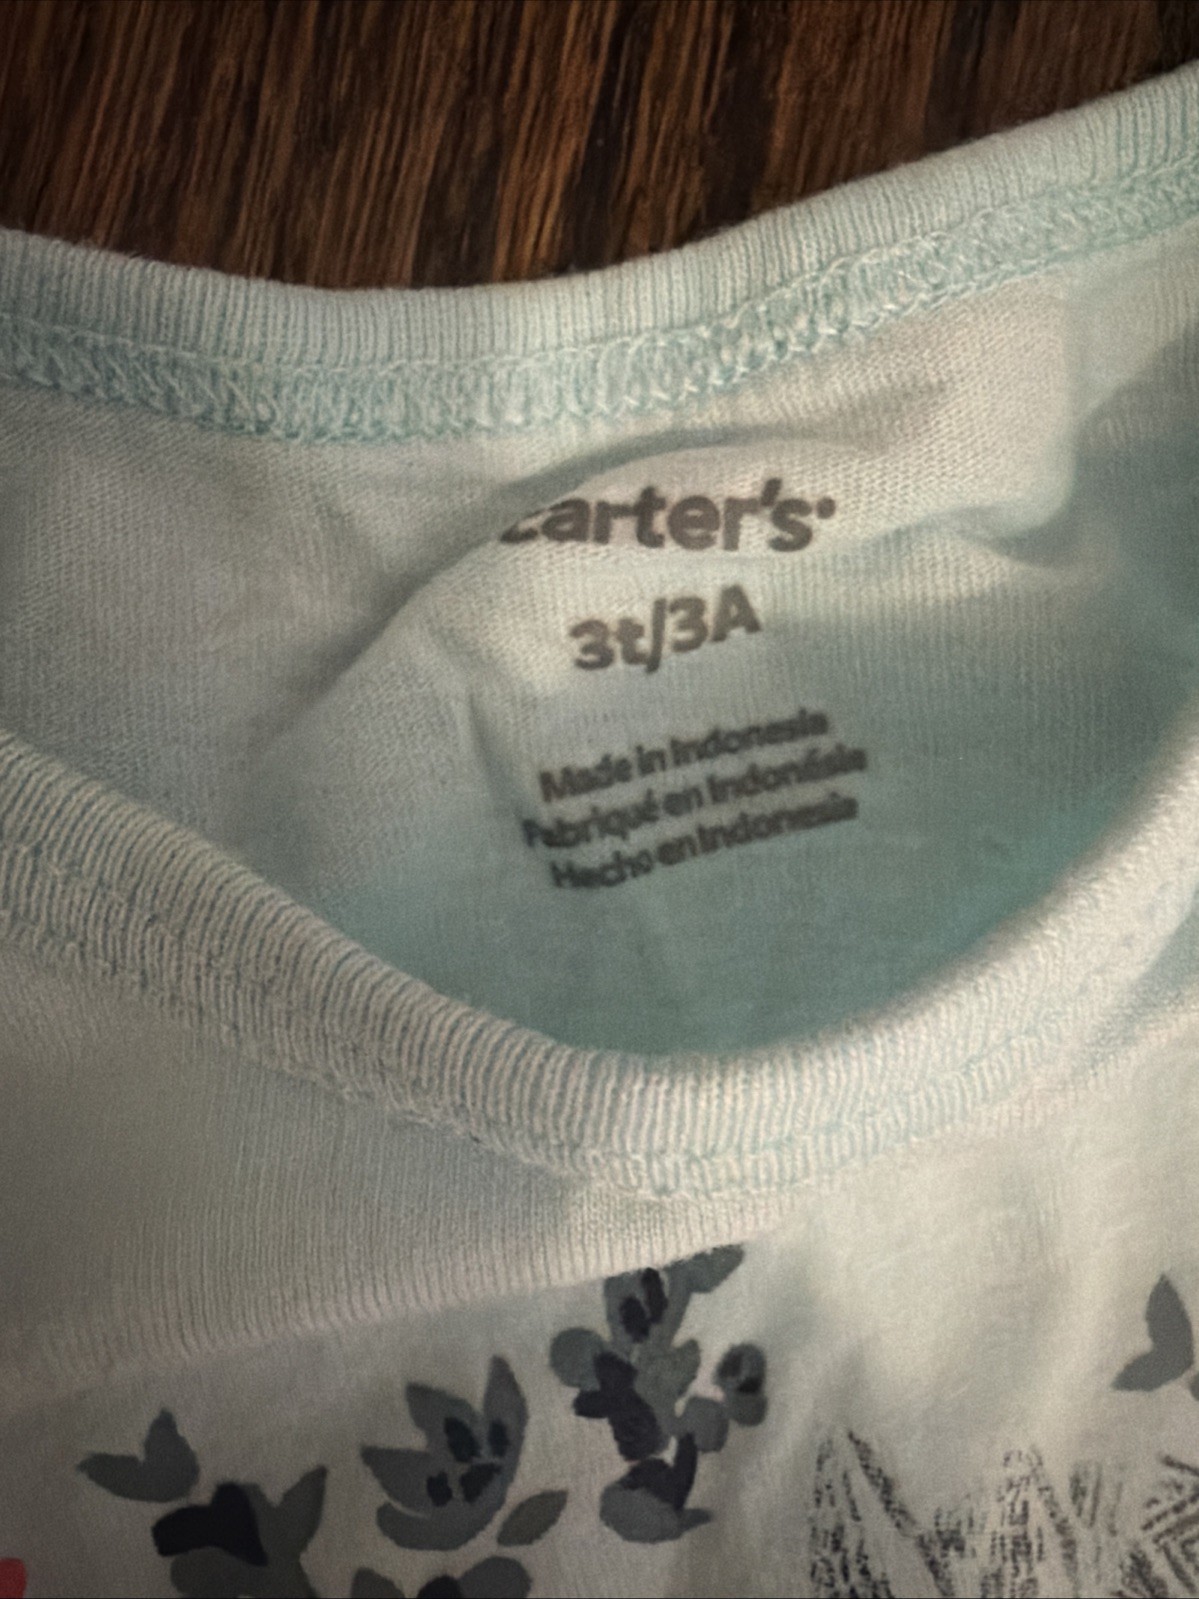 carter's
3t/3A
Made in Indonesia
Fabriqué en Indonésie
Hecho en Indonesia